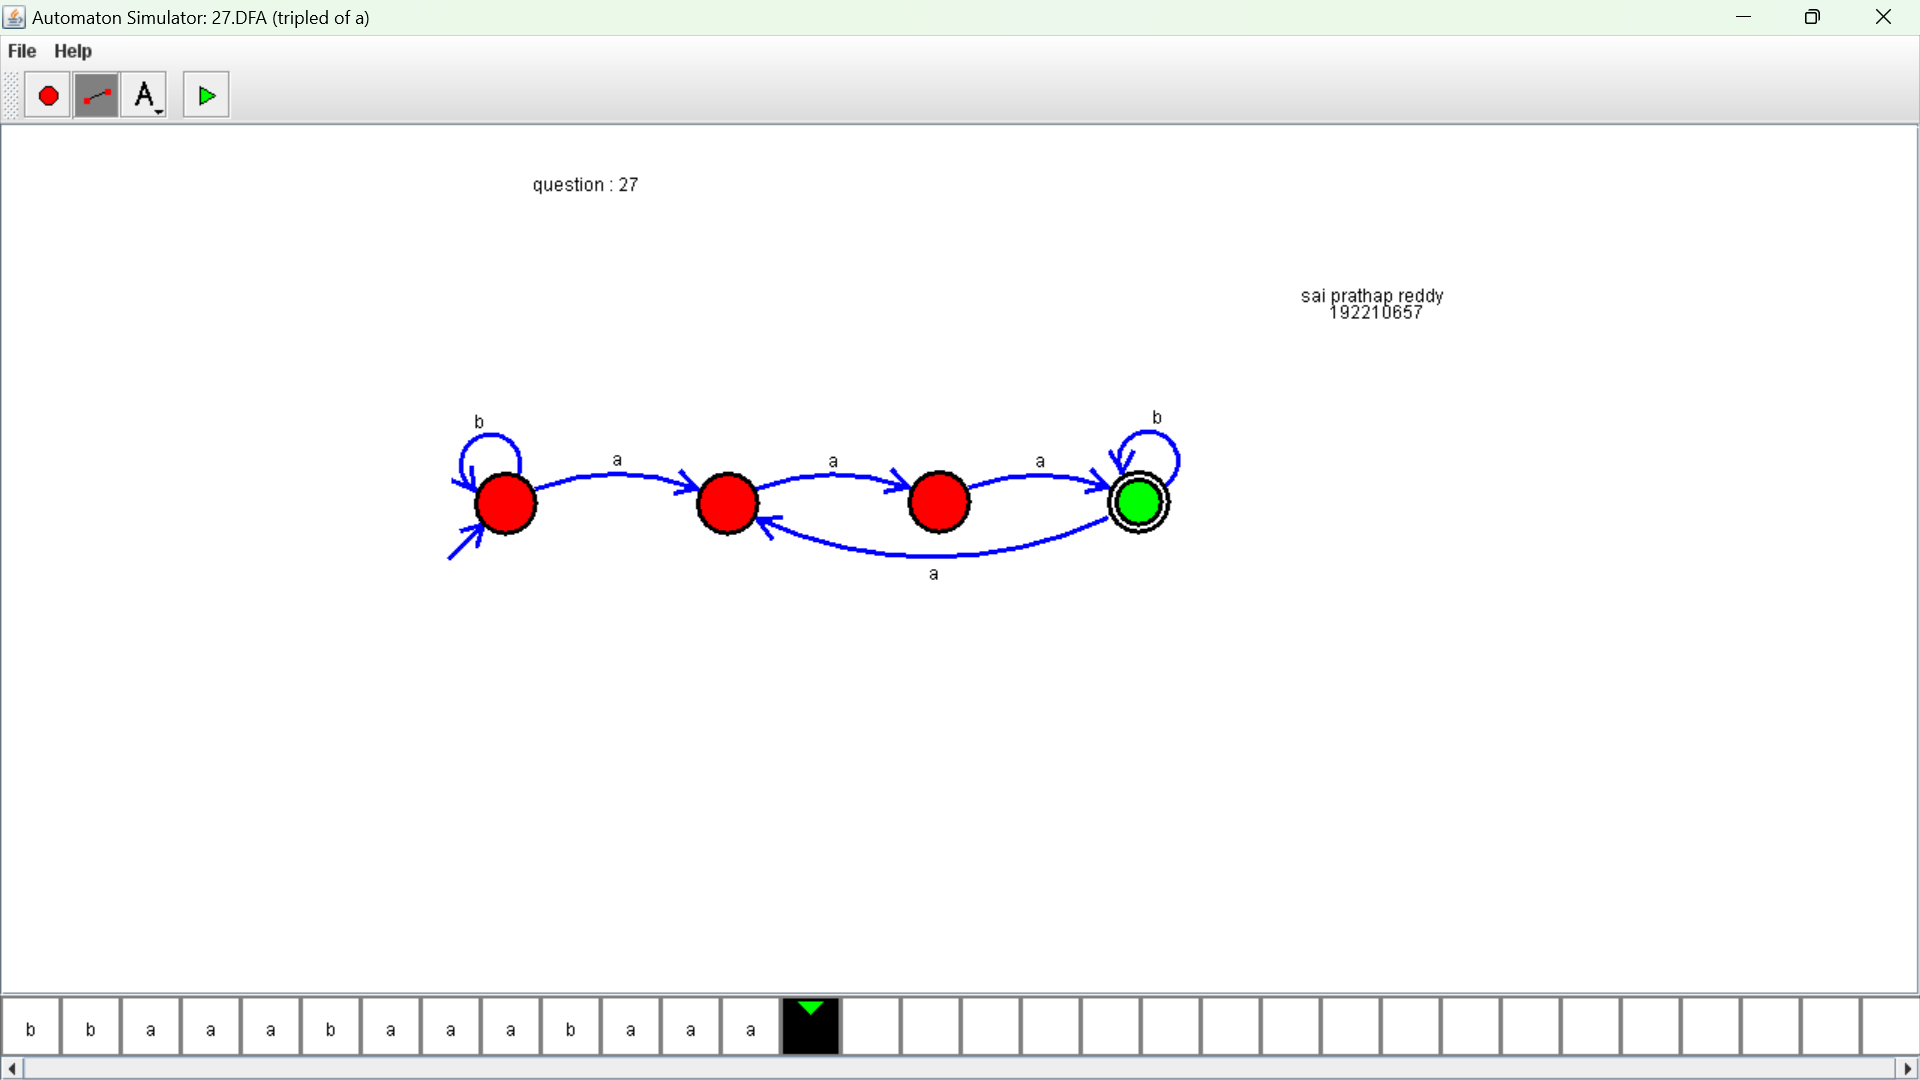 Automaton Simulator: 27.DFA (tripled of a)
File Help
A
question : 27
sai prathap reddy
192210657
b
b
a
a
a
a
b b a a a b a a a b a a a